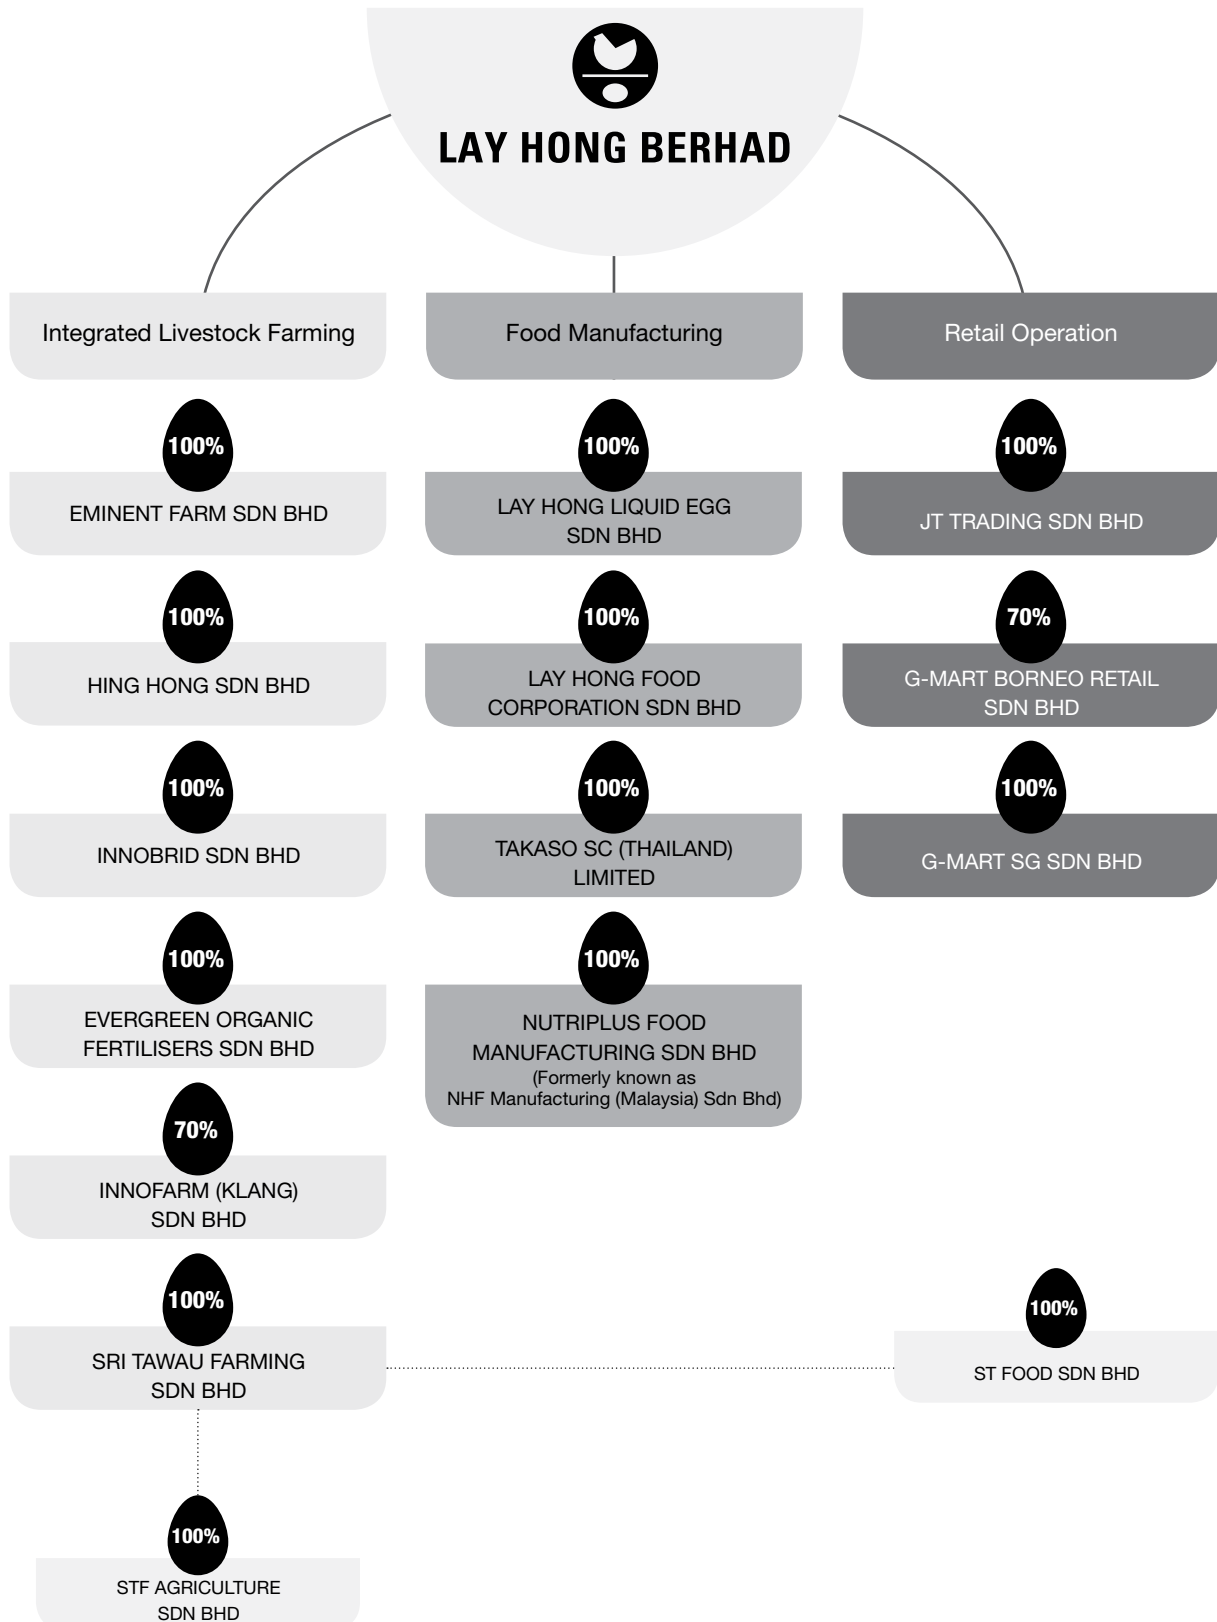 LAY HONG BERHAD
Integrated Livestock Farming
100%
EMINENT FARM SDN BHD
100%
HING HONG SDN BHD
100%
INNOBRID SDN BHD
100%
EVERGREEN ORGANIC
FERTILISERS SDN BHD
70%
INNOFARM (KLANG)
SDN BHD
100%
SRI TAWAU FARMING
SDN BHD
100%
STF AGRICULTURE
SDN BHD
Food Manufacturing
100%
LAY HONG LIQUID EGG
SDN BHD
100%
LAY HONG FOOD
CORPORATION SDN BHD
100%
TAKASO SC (THAILAND)
LIMITED
100%
NUTRIPLUS FOOD
MANUFACTURING SDN BHD
(Formerly known as
NHF Manufacturing (Malaysia) Sdn Bhd)
Retail Operation
100%
JT TRADING SDN BHD
70%
G-MART BORNEO RETAIL
SDN BHD
100%
G-MART SG SDN BHD
100%
ST FOOD SDN BHD